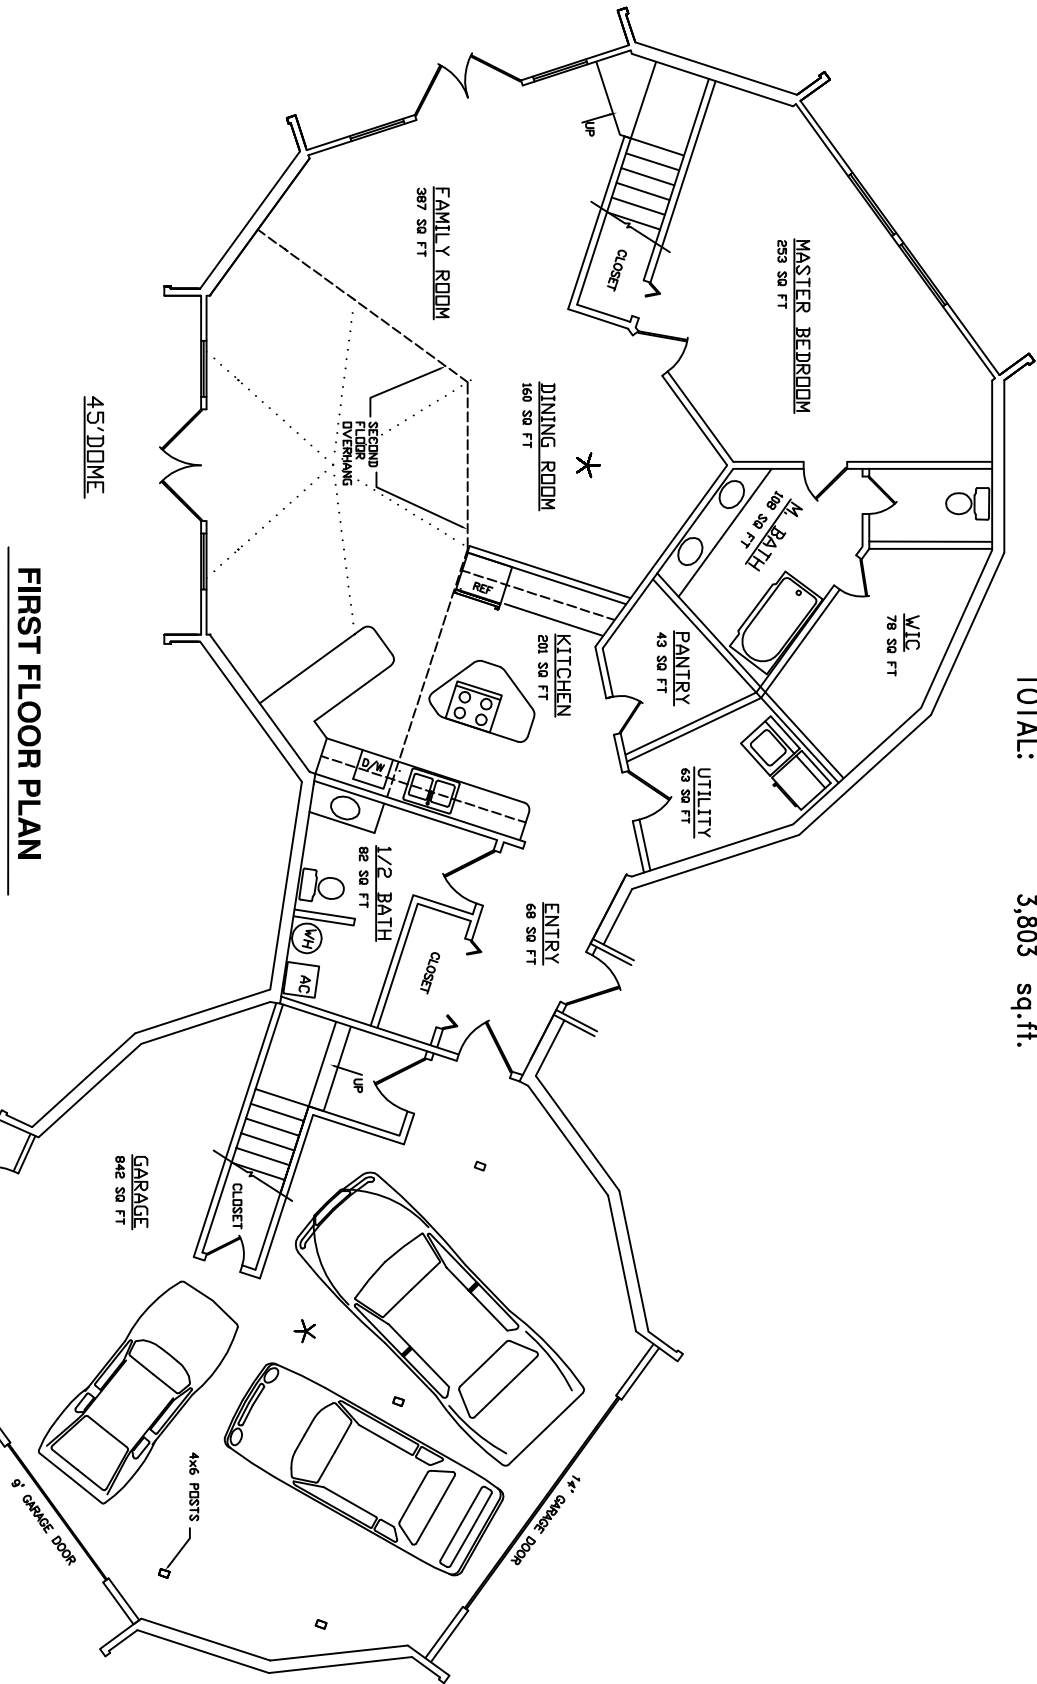 TOTAL: 3,803 sq.ft.
MASTER BEDROOM
253 SQ FT
UP
CLOSET
FAMILY ROOM
387 SQ FT
DINING ROOM
160 SQ FT
SECOND
FLOOR
OVERHANG
M. BATH
108 SQ FT
WIC
78 SQ FT
PANTRY
43 SQ FT
UTILITY
63 SQ FT
REF
KITCHEN
201 SQ FT
D/W
1/2 BATH
82 SQ FT
WH
AC
CLOSET
ENTRY
68 SQ FT
UP
CLOSET
GARAGE
842 SQ FT
4x6 POSTS
14' GARAGE DOOR
9' GARAGE DOOR
45'DOME
FIRST FLOOR PLAN